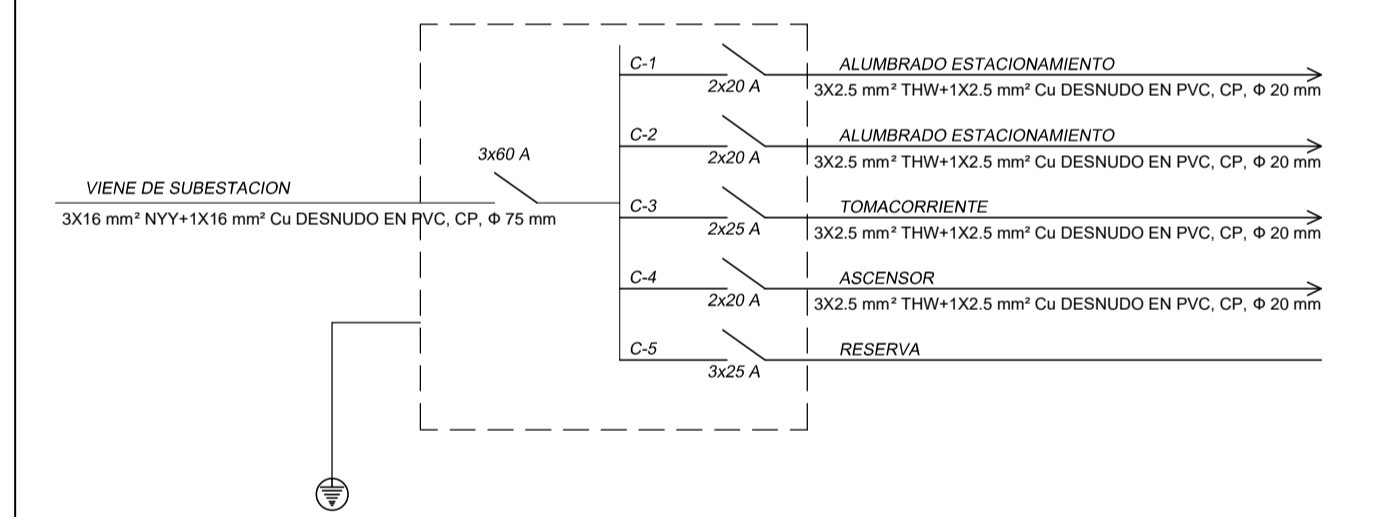 C-1
ALUMBRADO ESTACIONAMIENTO
2x20 A
3X2.5 mm² THW+1X2.5 mm² Cu DESNUDO EN PVC, CP, Φ 20 mm
C-2
ALUMBRADO ESTACIONAMIENTO
2x20 A
3X2.5 mm² THW+1X2.5 mm² Cu DESNUDO EN PVC, CP, Φ 20 mm
3x60 A
VIENE DE SUBESTACION
3X16 mm² NYY+1X16 mm² Cu DESNUDO EN PVC, CP, Φ 75 mm
C-3
TOMACORRIENTE
2x25 A
3X2.5 mm² THW+1X2.5 mm² Cu DESNUDO EN PVC, CP, Φ 20 mm
C-4
ASCENSOR
2x20 A
3X2.5 mm² THW+1X2.5 mm² Cu DESNUDO EN PVC, CP, Φ 20 mm
C-5
RESERVA
3x25 A